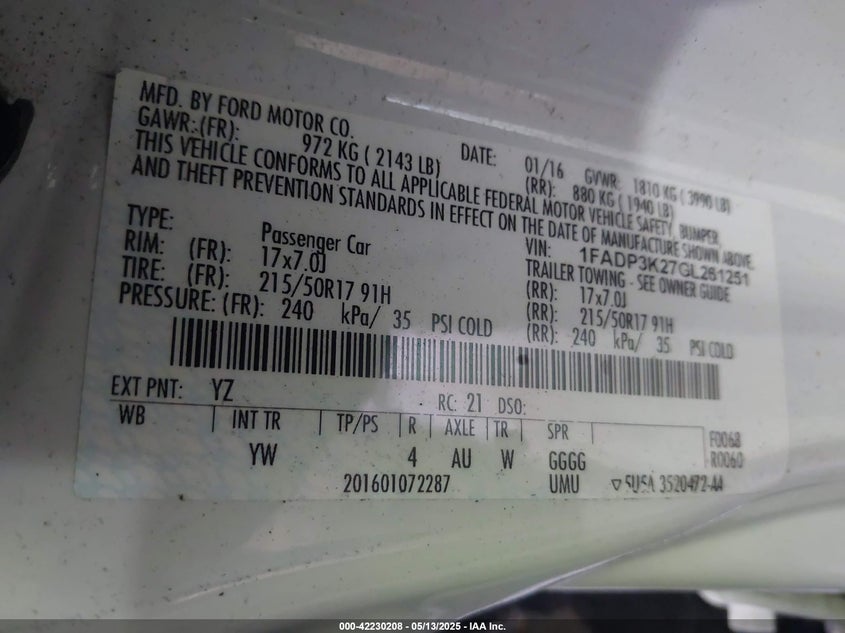 MFD. BY FORD MOTOR CO.
DATE: 01/16 GVWR: 1810 KG ( 3990 LB)
GAWR:(FR): 972 KG ( 2143 LB) (RR): 880 KG ( 1940 LB)
THIS VEHICLE CONFORMS TO ALL APPLICABLE FEDERAL MOTOR VEHICLE SAFETY, BUMPER,
AND THEFT PREVENTION STANDARDS IN EFFECT ON THE DATE OF MANUFACTURE SHOWN ABOVE.
VIN: 1FADP3K27GL261251
TYPE: Passenger Car TRAILER TOWING - SEE OWNER GUIDE
RIM: (FR): 17x7.0J (RR): 17x7.0J
TIRE: (FR): 215/50R17 91H (RR): 215/50R17 91H
PRESSURE: (FR): 240 kPa/ 35 PSI COLD (RR): 240 kPa/ 35 PSI COLD
EXT PNT: YZ RC: 21 DSO:
WB INT TR TP/PS R AXLE TR SPR F0068
YW 4 AU W GGGG R0060
201601072287 UMU ▽ SUSA 3520472-AA
000-42230208 - 05/13/2025 - IAA Inc.